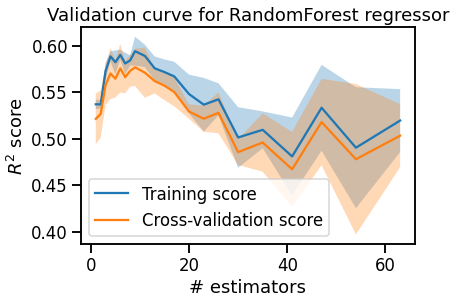 Validation curve for RandomForest regressor
0.60
0.55
0.50
0.45
0.40
R² score
Training score
Cross-validation score
0
20
40
60
# estimators